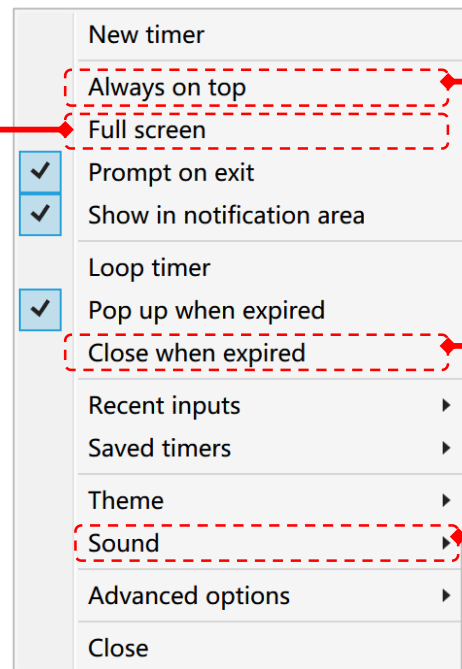 New timer
Always on top
Full screen
Prompt on exit
Show in notification area
Loop timer
Pop up when expired
Close when expired
Recent inputs
Saved timers
Theme
Sound
Advanced options
Close